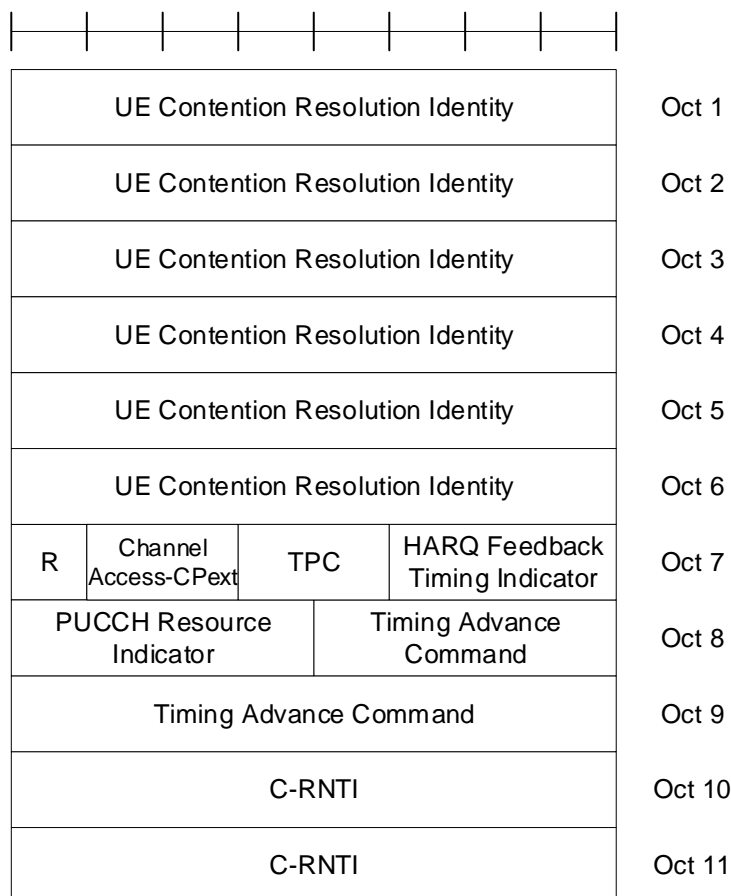 UE Contention Resolution Identity Oct 1
UE Contention Resolution Identity Oct 2
UE Contention Resolution Identity Oct 3
UE Contention Resolution Identity Oct 4
UE Contention Resolution Identity Oct 5
UE Contention Resolution Identity Oct 6
R
Channel
Access-CPext
TPC
HARQ Feedback
Timing Indicator
Oct 7
PUCCH Resource
Indicator
Timing Advance
Command
Oct 8
Timing Advance Command Oct 9
C-RNTI Oct 10
C-RNTI Oct 11